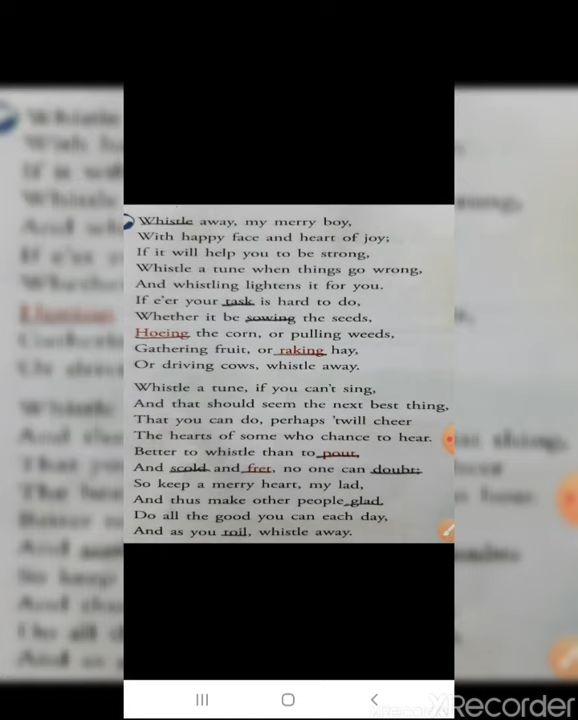 Whistle away, my merry boy,
With happy face and heart of joy;
If it will help you to be strong,
Whistle a tune when things go wrong,
And whistling lightens it for you.
If e'er your task is hard to do,
Whether it be sowing the seeds,
Hoeing the corn, or pulling weeds,
Gathering fruit, or raking hay,
Or driving cows, whistle away.
Whistle a tune, if you can't sing,
And that should seem the next best thing,
That you can do, perhaps 'twill cheer
The hearts of some who chance to hear.
Better to whistle than to pout,
And scold and fret, no one can doubt;
So keep a merry heart, my lad,
And thus make other people glad.
Do all the good you can each day,
And as you toil, whistle away.
XRecorder